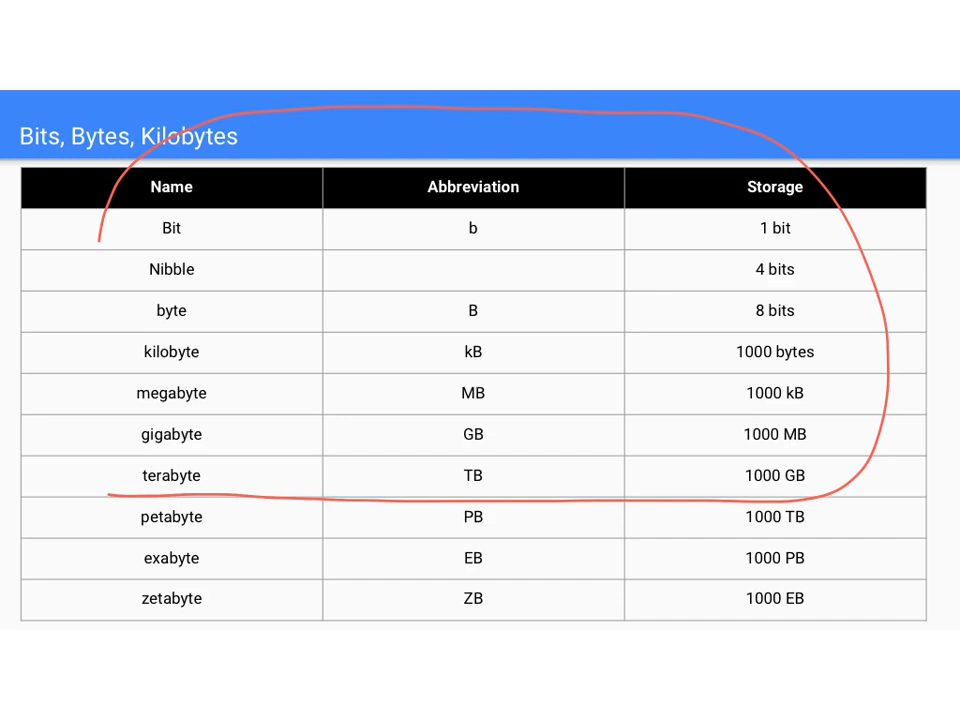 Bits, Bytes, Kilobytes
Name Abbreviation Storage
Bit b 1 bit
Nibble 4 bits
byte B 8 bits
kilobyte kB 1000 bytes
megabyte MB 1000 kB
gigabyte GB 1000 MB
terabyte TB 1000 GB
petabyte PB 1000 TB
exabyte EB 1000 PB
zetabyte ZB 1000 EB